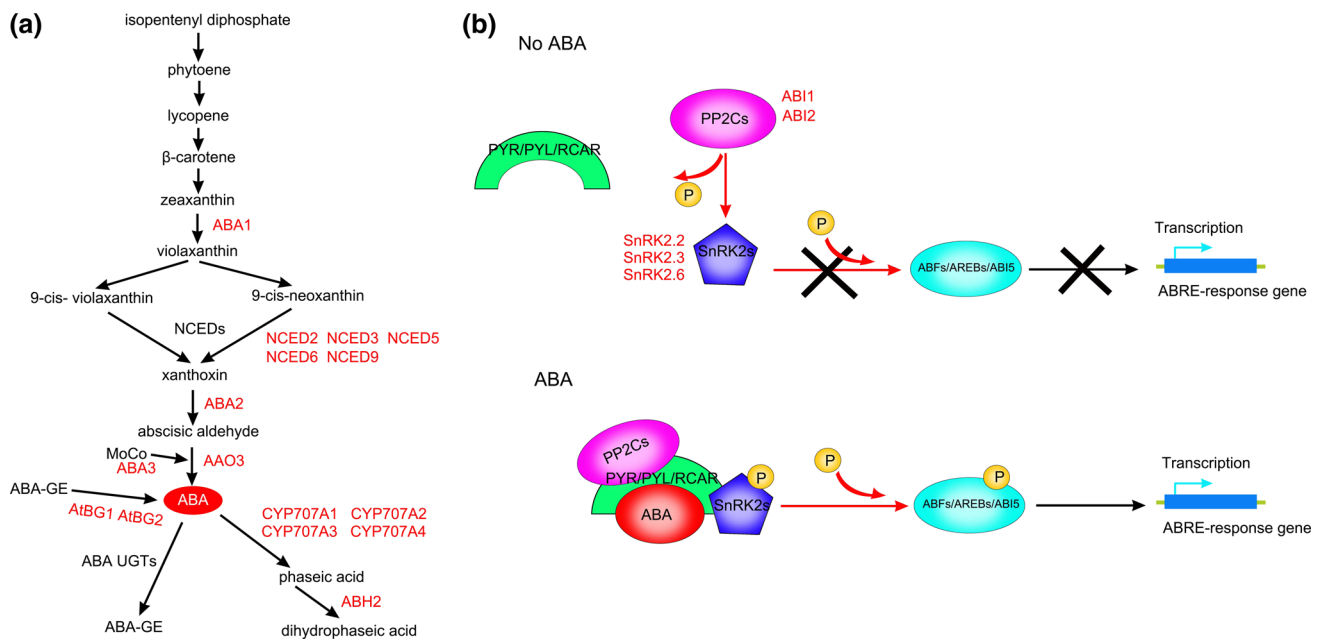 (a)
isopentenyl diphosphate
phytoene
lycopene
β-carotene
zeaxanthin
ABA1
violaxanthin
9-cis- violaxanthin
9-cis-neoxanthin
NCEDs
NCED2 NCED3 NCED5
NCED6 NCED9
xanthoxin
ABA2
abscisic aldehyde
MoCo
ABA3
AAO3
ABA-GE
ABA
AtBG1 AtBG2
CYP707A1 CYP707A2
CYP707A3 CYP707A4
ABA UGTs
phaseic acid
ABH2
ABA-GE
dihydrophaseic acid
(b)
No ABA
PYR/PYL/RCAR
PP2Cs
ABI1
ABI2
P
SnRK2.2
SnRK2.3
SnRK2.6
SnRK2s
P
ABFs/AREBs/ABI5
Transcription
ABRE-response gene
ABA
PP2Cs
PYR/PYL/RCAR
ABA
P
SnRK2s
P
P
ABFs/AREBs/ABI5
Transcription
ABRE-response gene